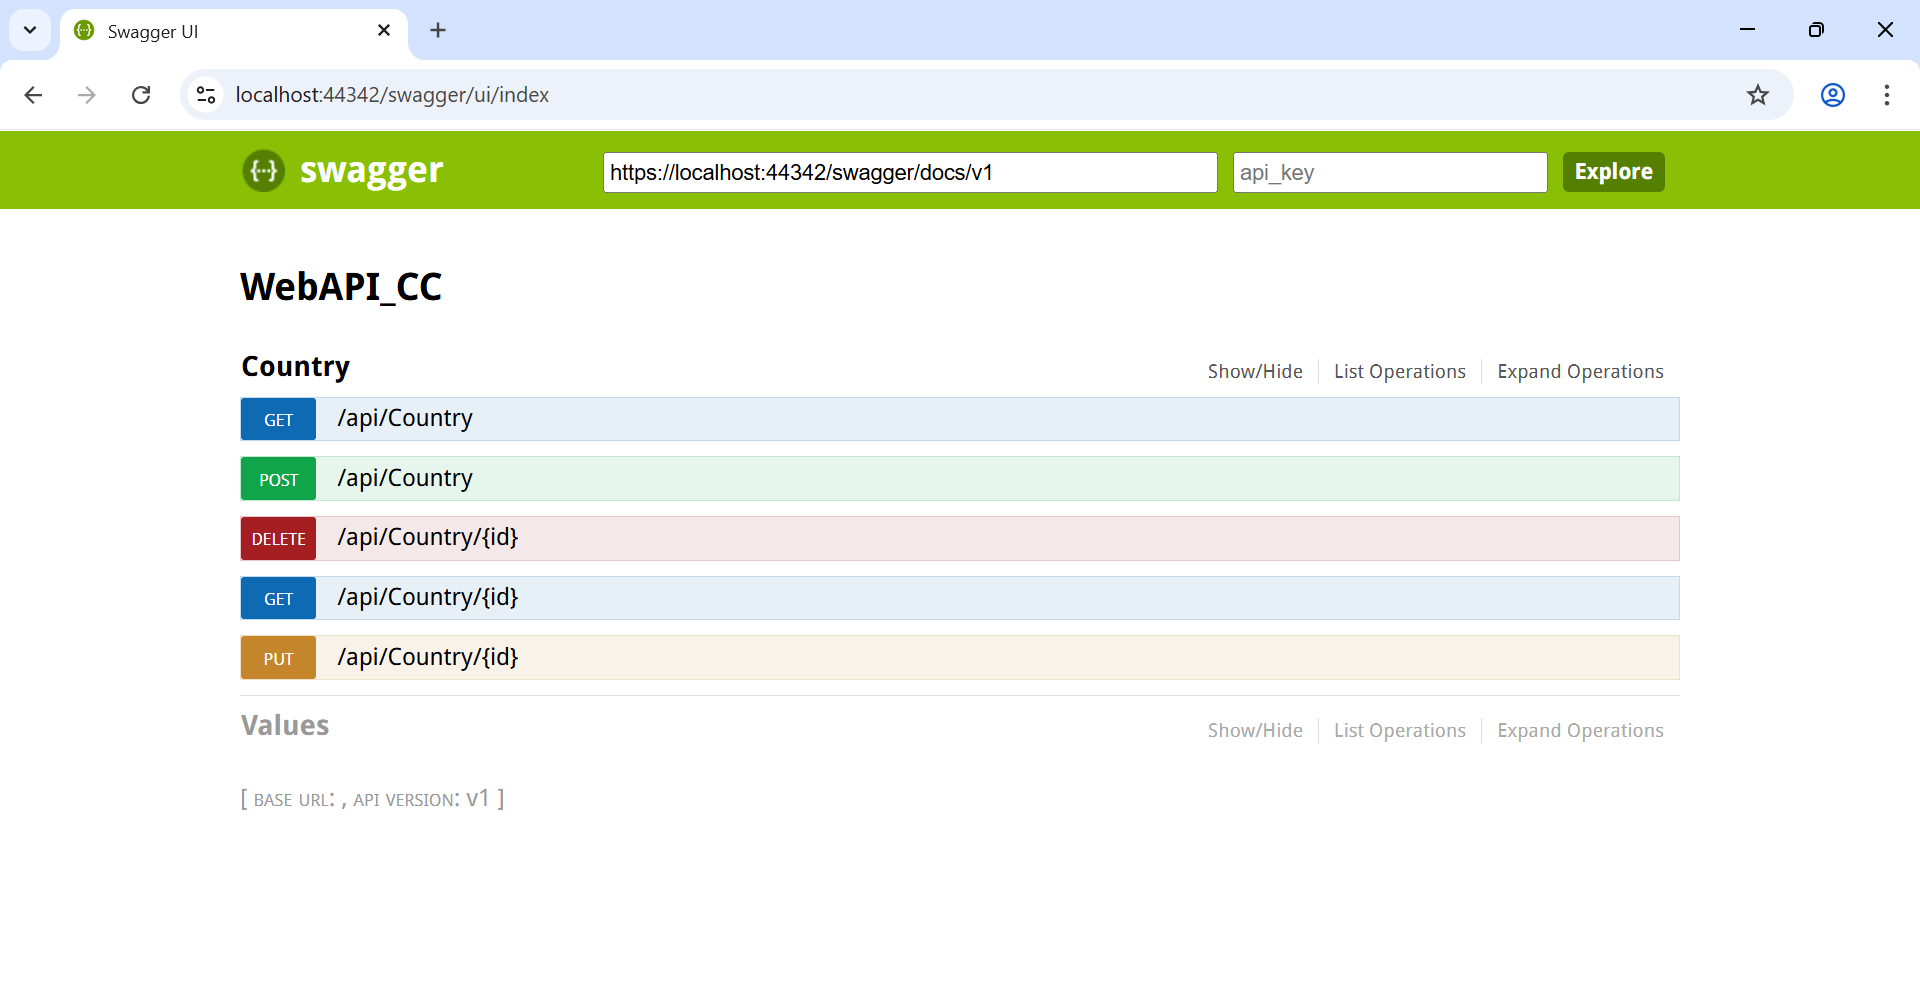 Swagger UI
localhost:44342/swagger/ui/index
swagger https://localhost:44342/swagger/docs/v1 api_key Explore
WebAPI_CC
Country Show/Hide List Operations Expand Operations
GET /api/Country
POST /api/Country
DELETE /api/Country/{id}
GET /api/Country/{id}
PUT /api/Country/{id}
Values Show/Hide List Operations Expand Operations
[ BASE URL: , API VERSION: v1 ]